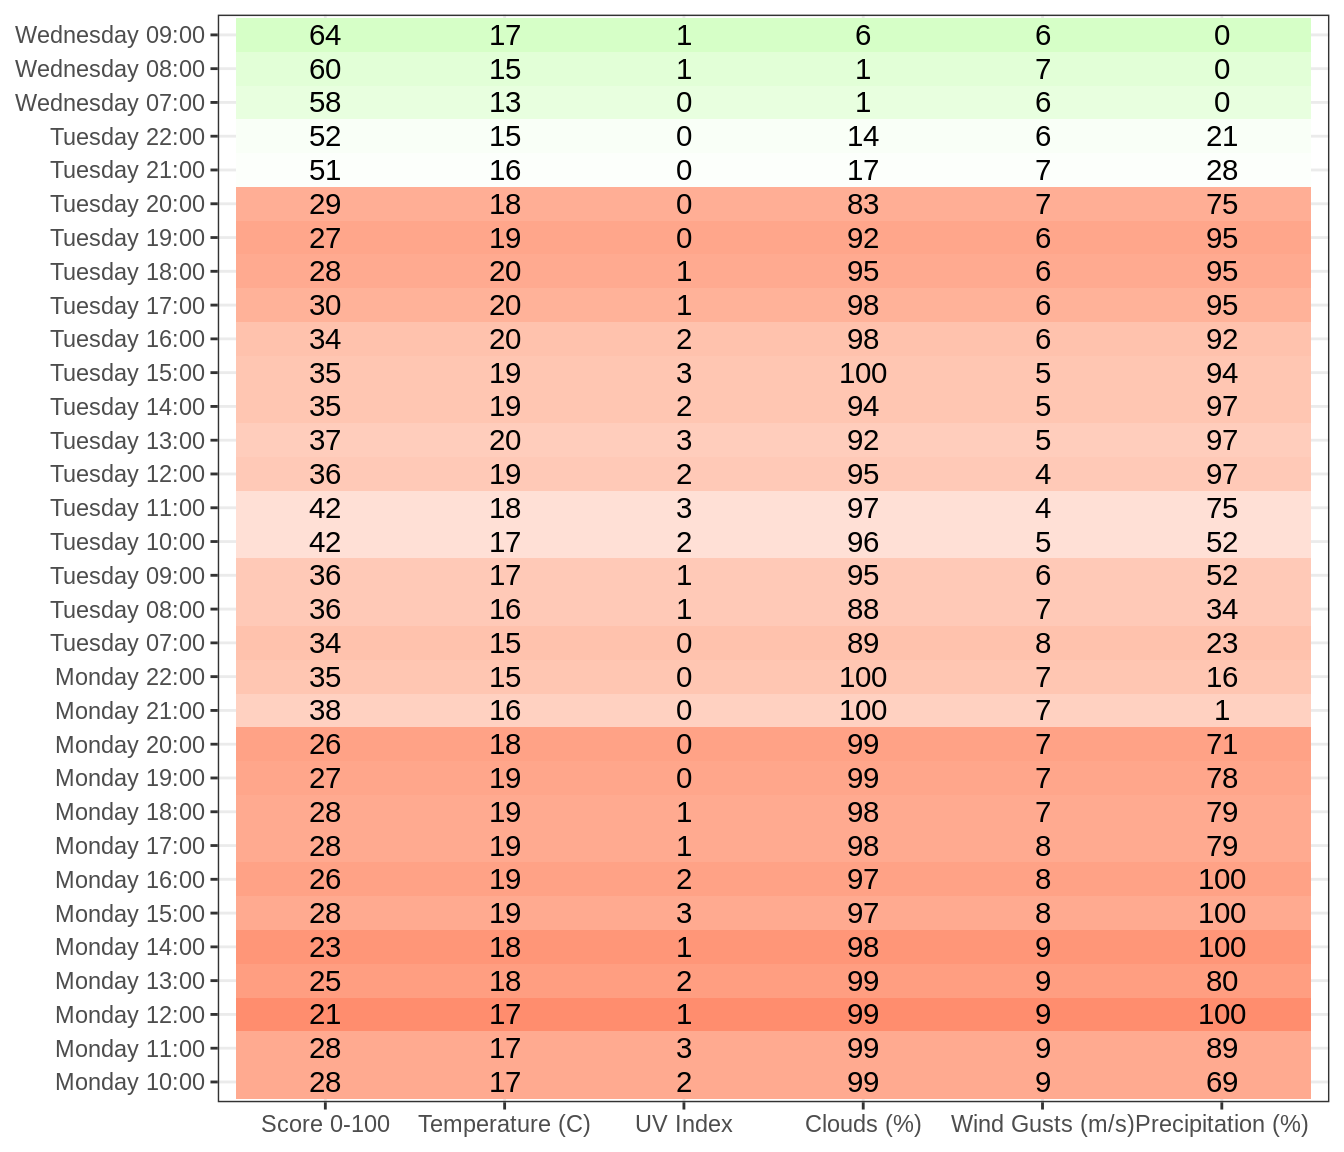 Wednesday 09:00 64 17 1 6 6 0
Wednesday 08:00 60 15 1 1 7 0
Wednesday 07:00 58 13 0 1 6 0
Tuesday 22:00 52 15 0 14 6 21
Tuesday 21:00 51 16 0 17 7 28
Tuesday 20:00 29 18 0 83 7 75
Tuesday 19:00 27 19 0 92 6 95
Tuesday 18:00 28 20 1 95 6 95
Tuesday 17:00 30 20 1 98 6 95
Tuesday 16:00 34 20 2 98 6 92
Tuesday 15:00 35 19 3 100 5 94
Tuesday 14:00 35 19 2 94 5 97
Tuesday 13:00 37 20 3 92 5 97
Tuesday 12:00 36 19 2 95 4 97
Tuesday 11:00 42 18 3 97 4 75
Tuesday 10:00 42 17 2 96 5 52
Tuesday 09:00 36 17 1 95 6 52
Tuesday 08:00 36 16 1 88 7 34
Tuesday 07:00 34 15 0 89 8 23
Monday 22:00 35 15 0 100 7 16
Monday 21:00 38 16 0 100 7 1
Monday 20:00 26 18 0 99 7 71
Monday 19:00 27 19 0 99 7 78
Monday 18:00 28 19 1 98 7 79
Monday 17:00 28 19 1 98 8 79
Monday 16:00 26 19 2 97 8 100
Monday 15:00 28 19 3 97 8 100
Monday 14:00 23 18 1 98 9 100
Monday 13:00 25 18 2 99 9 80
Monday 12:00 21 17 1 99 9 100
Monday 11:00 28 17 3 99 9 89
Monday 10:00 28 17 2 99 9 69
Score 0-100 Temperature (C) UV Index Clouds (%) Wind Gusts (m/s) Precipitation (%)